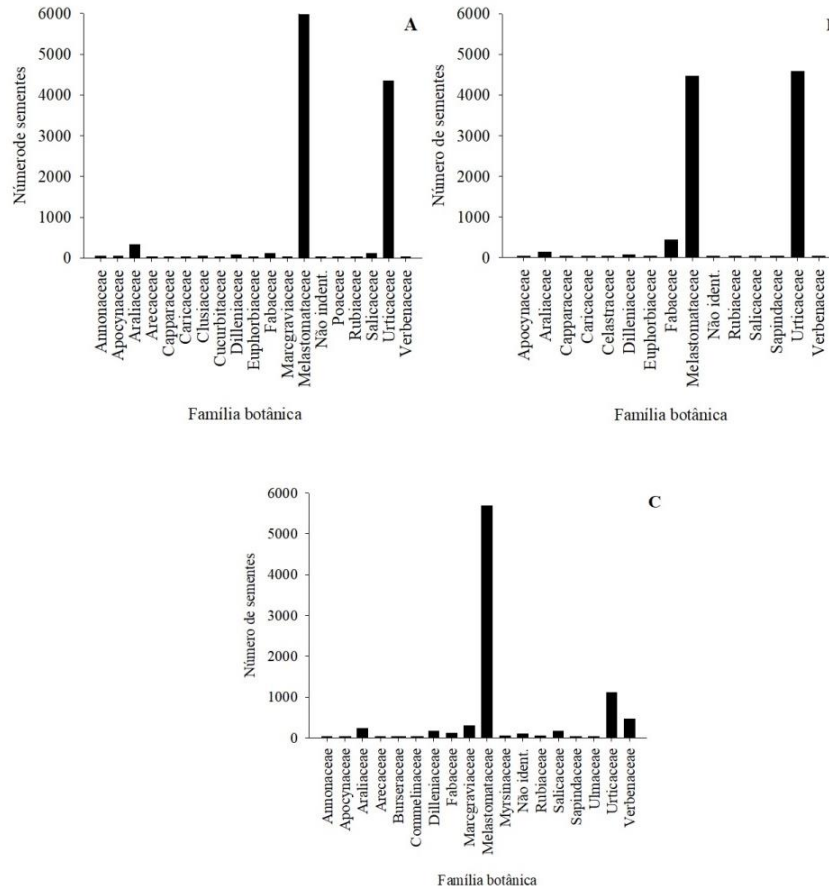 A
Númerode sementes
6000
5000
4000
3000
2000
1000
0
Annonaceae
Apocynaceae
Araliaceae
Arecaceae
Capparaceae
Caricaceae
Clusiaceae
Cucurbitaceae
Dilleniaceae
Euphorbiaceae
Fabaceae
Marcgraviaceae
Melastomataceae
Não indent.
Poaceae
Rubiaceae
Salicaceae
Urticaceae
Verbenaceae
Família botânica
Número de sementes
6000
5000
4000
3000
2000
1000
0
Apocynaceae
Araliaceae
Capparaceae
Caricaceae
Celastraceae
Dilleniaceae
Euphorbiaceae
Fabaceae
Melastomataceae
Não ident.
Rubiaceae
Salicaceae
Sapindaceae
Urticaceae
Verbenaceae
Família botânica
C
Número de sementes
6000
5000
4000
3000
2000
1000
0
Annonaceae
Apocynaceae
Araliaceae
Arecaceae
Burseraceae
Commelinaceae
Dilleniaceae
Fabaceae
Marcgraviaceae
Melastomataceae
Myrsinaceae
Não ident.
Rubiaceae
Salicaceae
Sapindaceae
Ulmaceae
Urticaceae
Verbenaceae
Família botânica